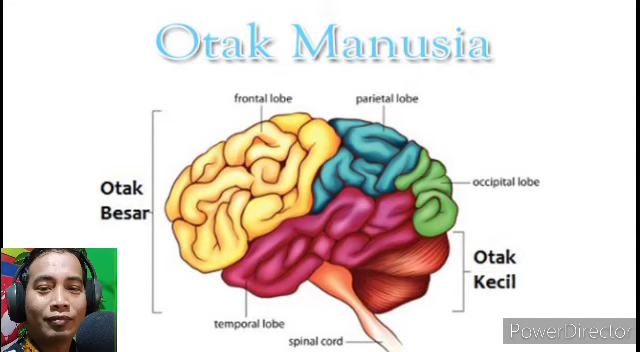 Otak Manusia
frontal lobe
parietal lobe
Otak
Besar
occipital lobe
Otak
Kecil
temporal lobe
spinal cord
PowerDirector